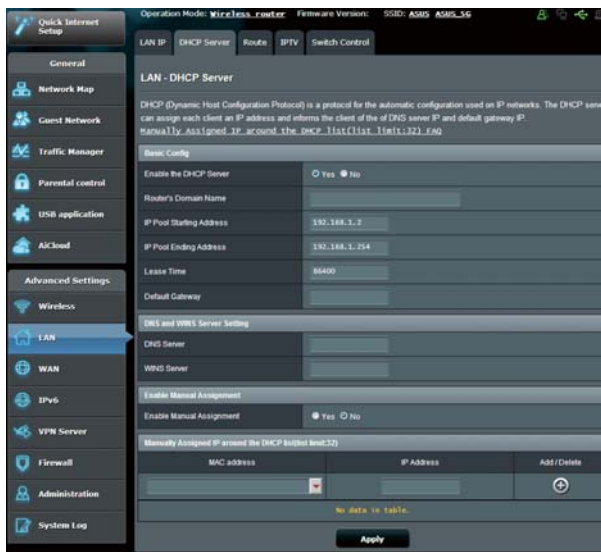 Quick Internet
Setup
Operation Mode: Wireless router Firmware Version: SSID: ASUS ASUS_5G
LAN IP DHCP Server Route IPTV Switch Control
General
Network Map
Guest Network
Traffic Manager
Parental control
USB application
AiCloud
Advanced Settings
Wireless
LAN
WAN
IPv6
VPN Server
Firewall
Administration
System Log
LAN - DHCP Server
DHCP (Dynamic Host Configuration Protocol) is a protocol for the automatic configuration used on IP networks. The DHCP serv
can assign each client an IP address and informs the client of the of DNS server IP and default gateway IP.
Manually Assigned IP around the DHCP list(list limit:32) FAQ
Basic Config
Enable the DHCP Server Yes No
Router's Domain Name
IP Pool Starting Address 192.168.1.2
IP Pool Ending Address 192.168.1.254
Lease Time 86400
Default Gateway
DNS and WINS Server Setting
DNS Server
WINS Server
Enable Manual Assignment
Enable Manual Assignment Yes No
Manually Assigned IP around the DHCP list(list limit:32)
MAC address IP Address Add / Delete
No data in table.
Apply